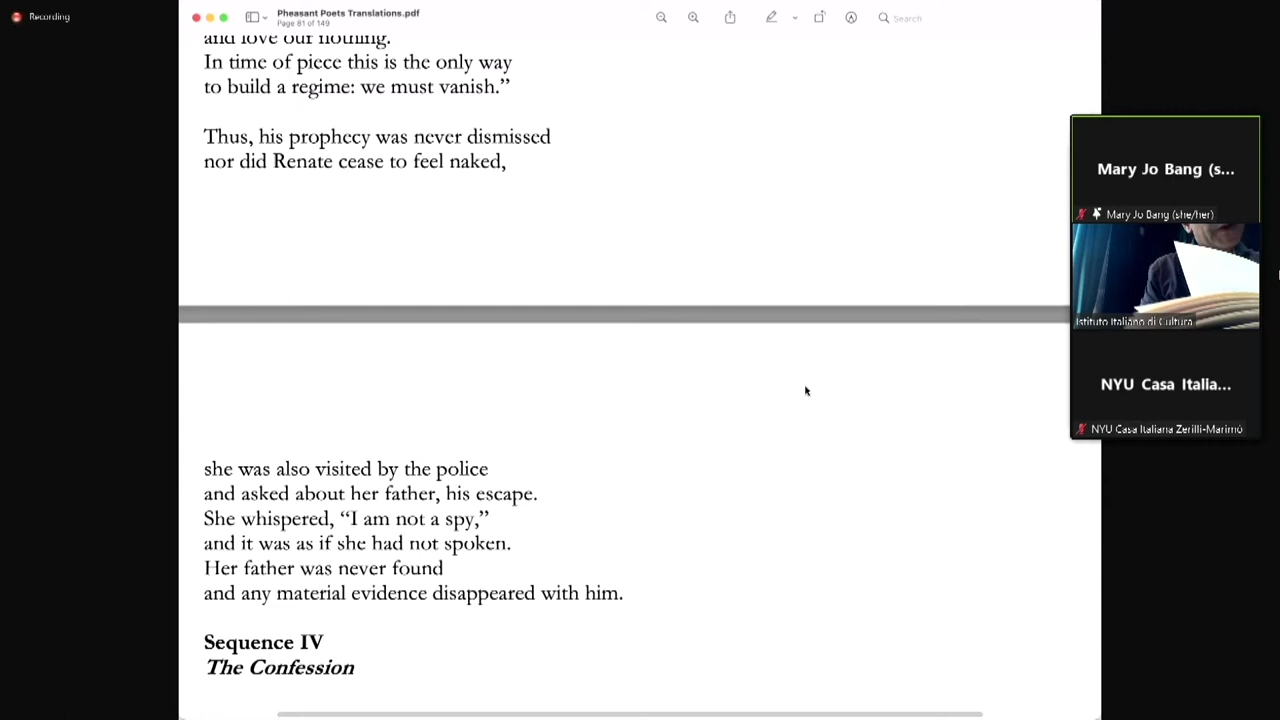 Recording
Pheasant Poets Translations.pdf
Page 81 of 149
Search
and love our nothing.
In time of piece this is the only way
to build a regime: we must vanish.”
Thus, his prophecy was never dismissed
nor did Renate cease to feel naked,
she was also visited by the police
and asked about her father, his escape.
She whispered, “I am not a spy,”
and it was as if she had not spoken.
Her father was never found
and any material evidence disappeared with him.
Sequence IV
The Confession
Mary Jo Bang (s...
Mary Jo Bang (she/her)
Istituto Italiano di Cultura
NYU Casa Italia...
NYU Casa Italiana Zerilli-Marimò